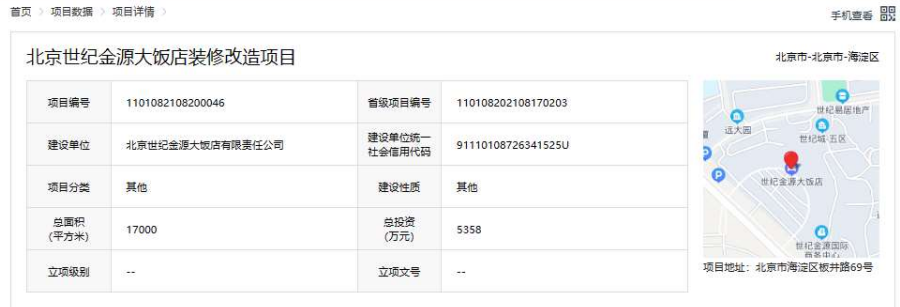 首页 > 项目数据 > 项目详情 >
手机查看
北京世纪金源大饭店装修改造项目
北京市-北京市-海淀区
项目编号 1101082108200046 省级项目编号 110108202108170203
建设单位 北京世纪金源大饭店有限责任公司 建设单位统一
社会信用代码 91110108726341525U
项目分类 其他 建设性质 其他
总面积
(平方米) 17000 总投资
(万元) 5358
立项级别 -- 立项文号 --
世纪易居地产
远大园
世纪城·五区
世纪金源大饭店
世纪金源国际
商务中心
项目地址：北京市海淀区板井路69号